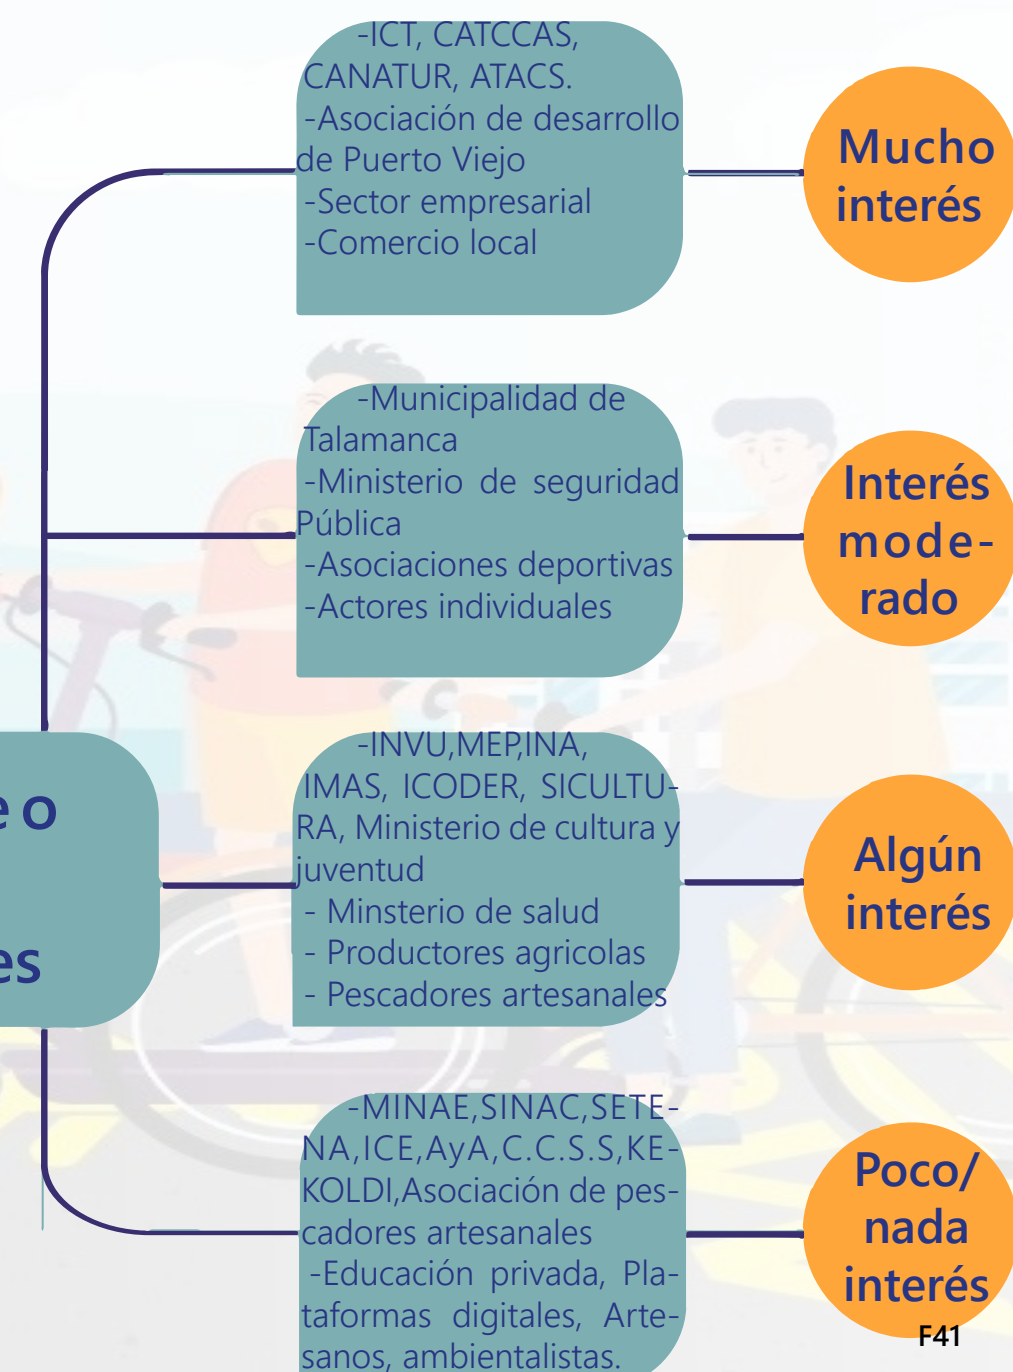 -ICT, CATCCAS,
CANATUR, ATACS.
-Asociación de desarrollo
de Puerto Viejo
-Sector empresarial
-Comercio local
Mucho
interés
-Municipalidad de
Talamanca
-Ministerio de seguridad
Pública
-Asociaciones deportivas
-Actores individuales
Interés
mode-
rado
-INVU,MEP,INA,
IMAS, ICODER, SICULTU-
RA, Ministerio de cultura y
juventud
- Minsterio de salud
- Productores agricolas
- Pescadores artesanales
Algún
interés
-MINAE,SINAC,SETE-
NA,ICE,AyA,C.C.S.S,KE-
KOLDI,Asociación de pes-
cadores artesanales
-Educación privada, Pla-
taformas digitales, Arte-
sanos, ambientalistas.
Poco/
nada
interés
F41